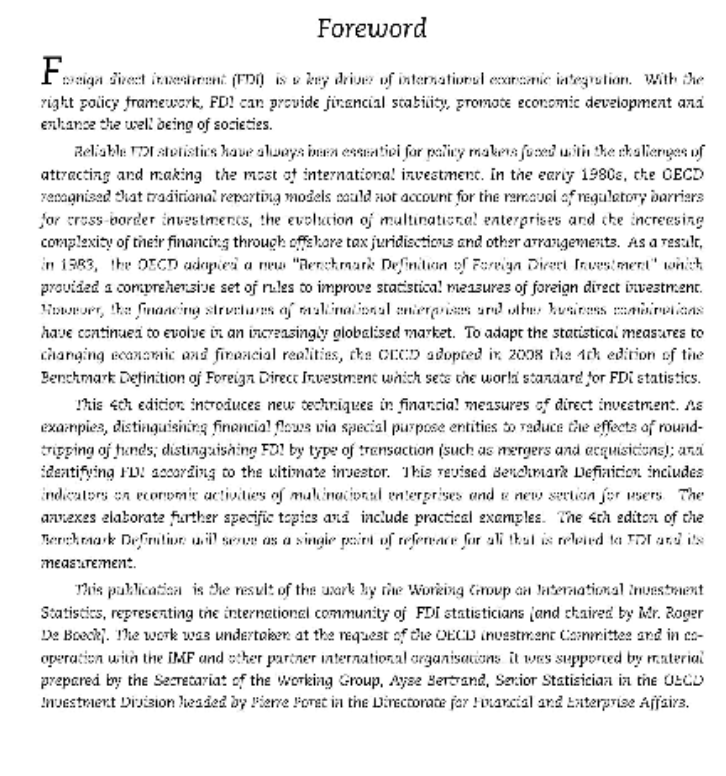 Foreword
Foreign direct investment (FDI) is a key driver of international economic integration. With the
right policy framework, FDI can provide financial stability, promote economic development and
enhance the well being of societies.
Reliable FDI statistics have always been essential for policy makers faced with the challenges of
attracting and making the most of international investment. In the early 1980s, the OECD
recognised that traditional reporting models could not account for the removal of regulatory barriers
for cross-border investments, the evolution of multinational enterprises and the increasing
complexity of their financing through offshore tax juridisctions and other arrangements. As a result,
in 1983, the OECD adopted a new "Benchmark Definition of Foreign Direct Investment" which
provided a comprehensive set of rules to improve statistical measures of foreign direct investment.
However, the financing structures of multinational enterprises and other business combinations
have continued to evolve in an increasingly globalised market. To adapt the statistical measures to
changing economic and financial realities, the OECD adopted in 2008 the 4th edition of the
Benchmark Definition of Foreign Direct Investment which sets the world standard for FDI statistics.
This 4th edition introduces new techniques in financial measures of direct investment. As
examples, distinguishing financial flows via special purpose entities to reduce the effects of round-
tripping of funds; distinguishing FDI by type of transaction (such as mergers and acquisitions); and
identifying FDI according to the ultimate investor. This revised Benchmark Definition includes
indicators on economic activities of multinational enterprises and a new section for users. The
annexes elaborate further specific topics and include practical examples. The 4th editon of the
Benchmark Definition will serve as a single point of reference for all that is related to FDI and its
measurement.
This publication is the result of the work by the Working Group on International Investment
Statistics, representing the international community of FDI statisticians [and chaired by Mr. Roger
De Boeck]. The work was undertaken at the request of the OECD Investment Committee and in co-
operation with the IMF and other partner international organisations. It was supported by material
prepared by the Secretariat of the Working Group, Ayse Bertrand, Senior Statisician in the OECD
Investment Division headed by Pierre Poret in the Directorate for Financial and Enterprise Affairs.